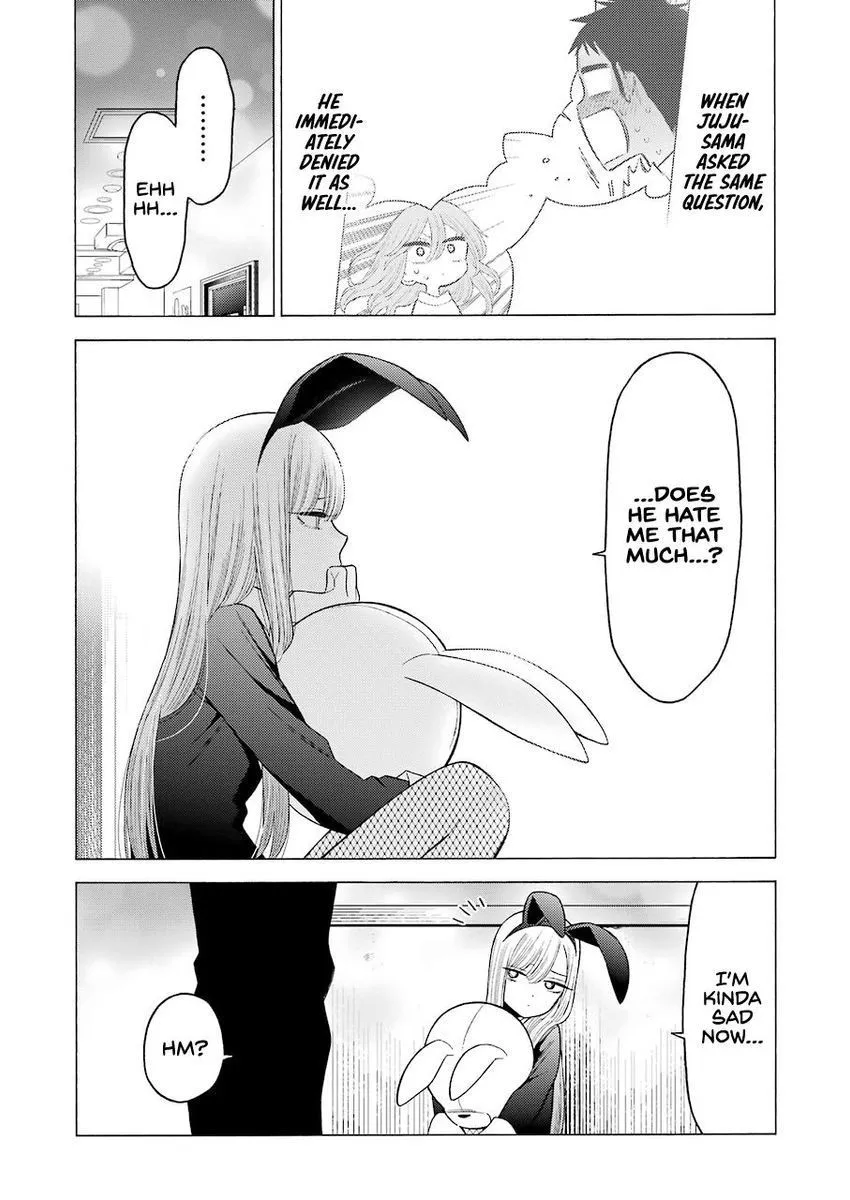 WHEN
JUJU-
SAMA
ASKED
THE SAME
QUESTION,
HE
IMMEDI-
ATELY
DENIED
IT AS
WELL...
.........
EHH
HH...
...DOES
HE HATE
ME THAT
MUCH...?
I'M
KINDA
SAD
NOW...
HM?